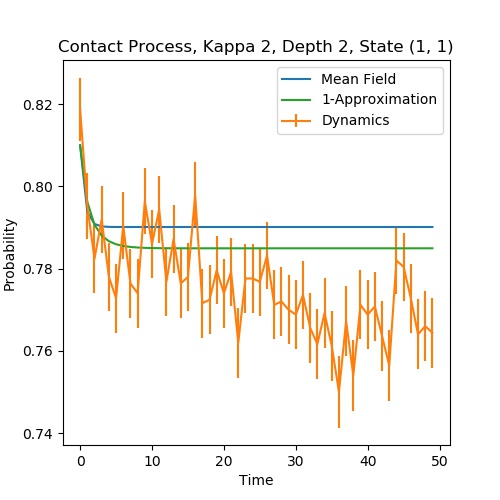 Contact Process, Kappa 2, Depth 2, State (1, 1)
Mean Field
1-Approximation
Dynamics
0.82
0.80
0.78
0.76
0.74
Probability
0
10
20
30
40
50
Time